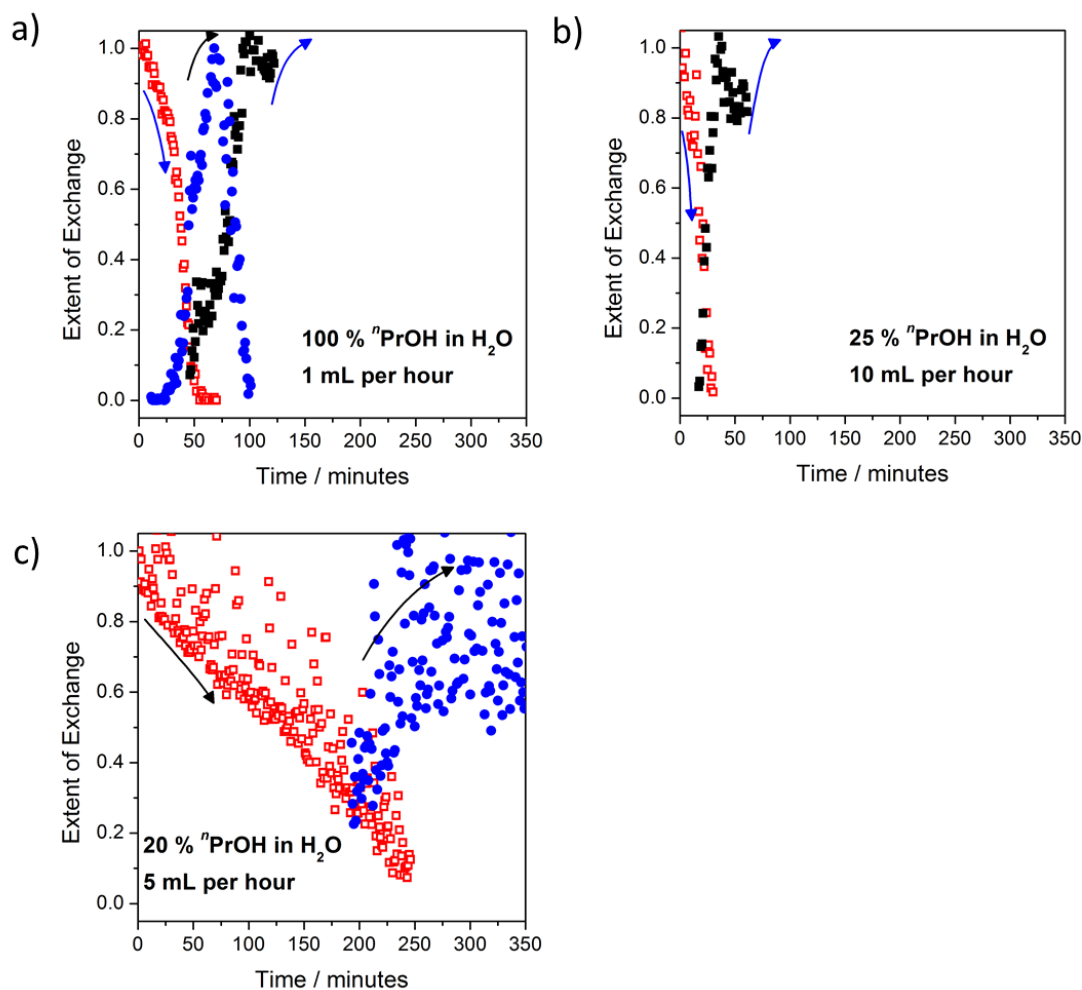 a)
1.0
0.8
0.6
0.4
0.2
0.0
Extent of Exchange
100 % ⁿPrOH in H₂O
1 mL per hour
0 50 100 150 200 250 300 350
Time / minutes
b)
1.0
0.8
0.6
0.4
0.2
0.0
Extent of Exchange
25 % ⁿPrOH in H₂O
10 mL per hour
0 50 100 150 200 250 300 350
Time / minutes
c)
1.0
0.8
0.6
0.4
0.2
0.0
Extent of Exchange
20 % ⁿPrOH in H₂O
5 mL per hour
0 50 100 150 200 250 300 350
Time / minutes